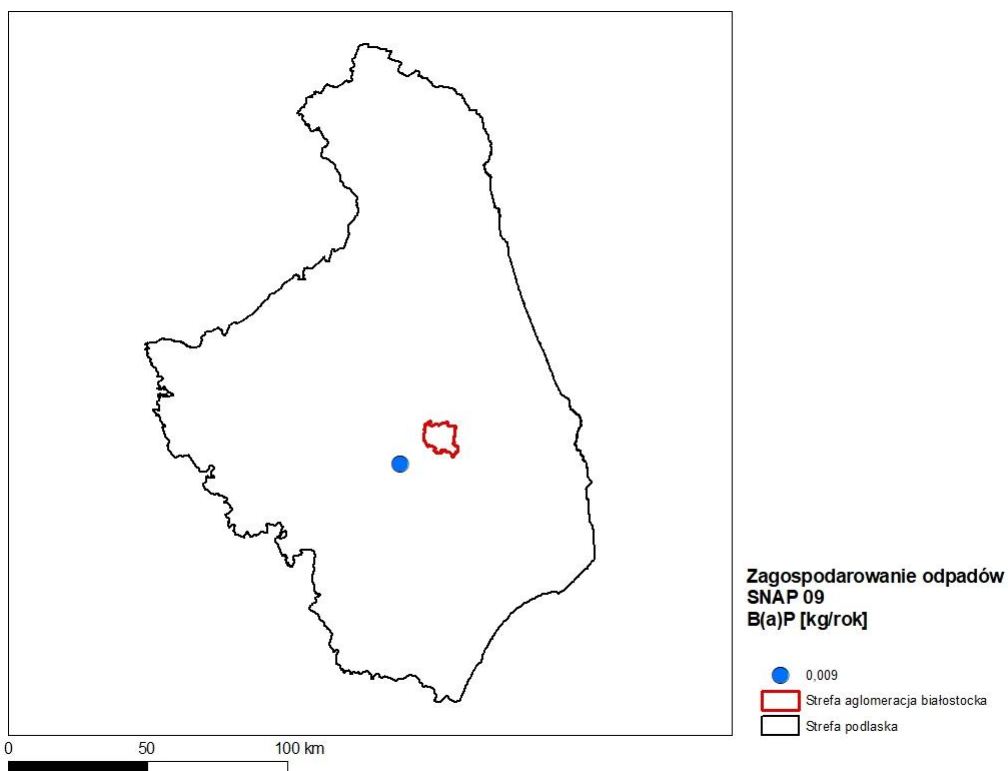 Zagospodarowanie odpadów
SNAP 09
B(a)P [kg/rok]
0,009
Strefa aglomeracja białostocka
Strefa podlaska
0 50 100 km